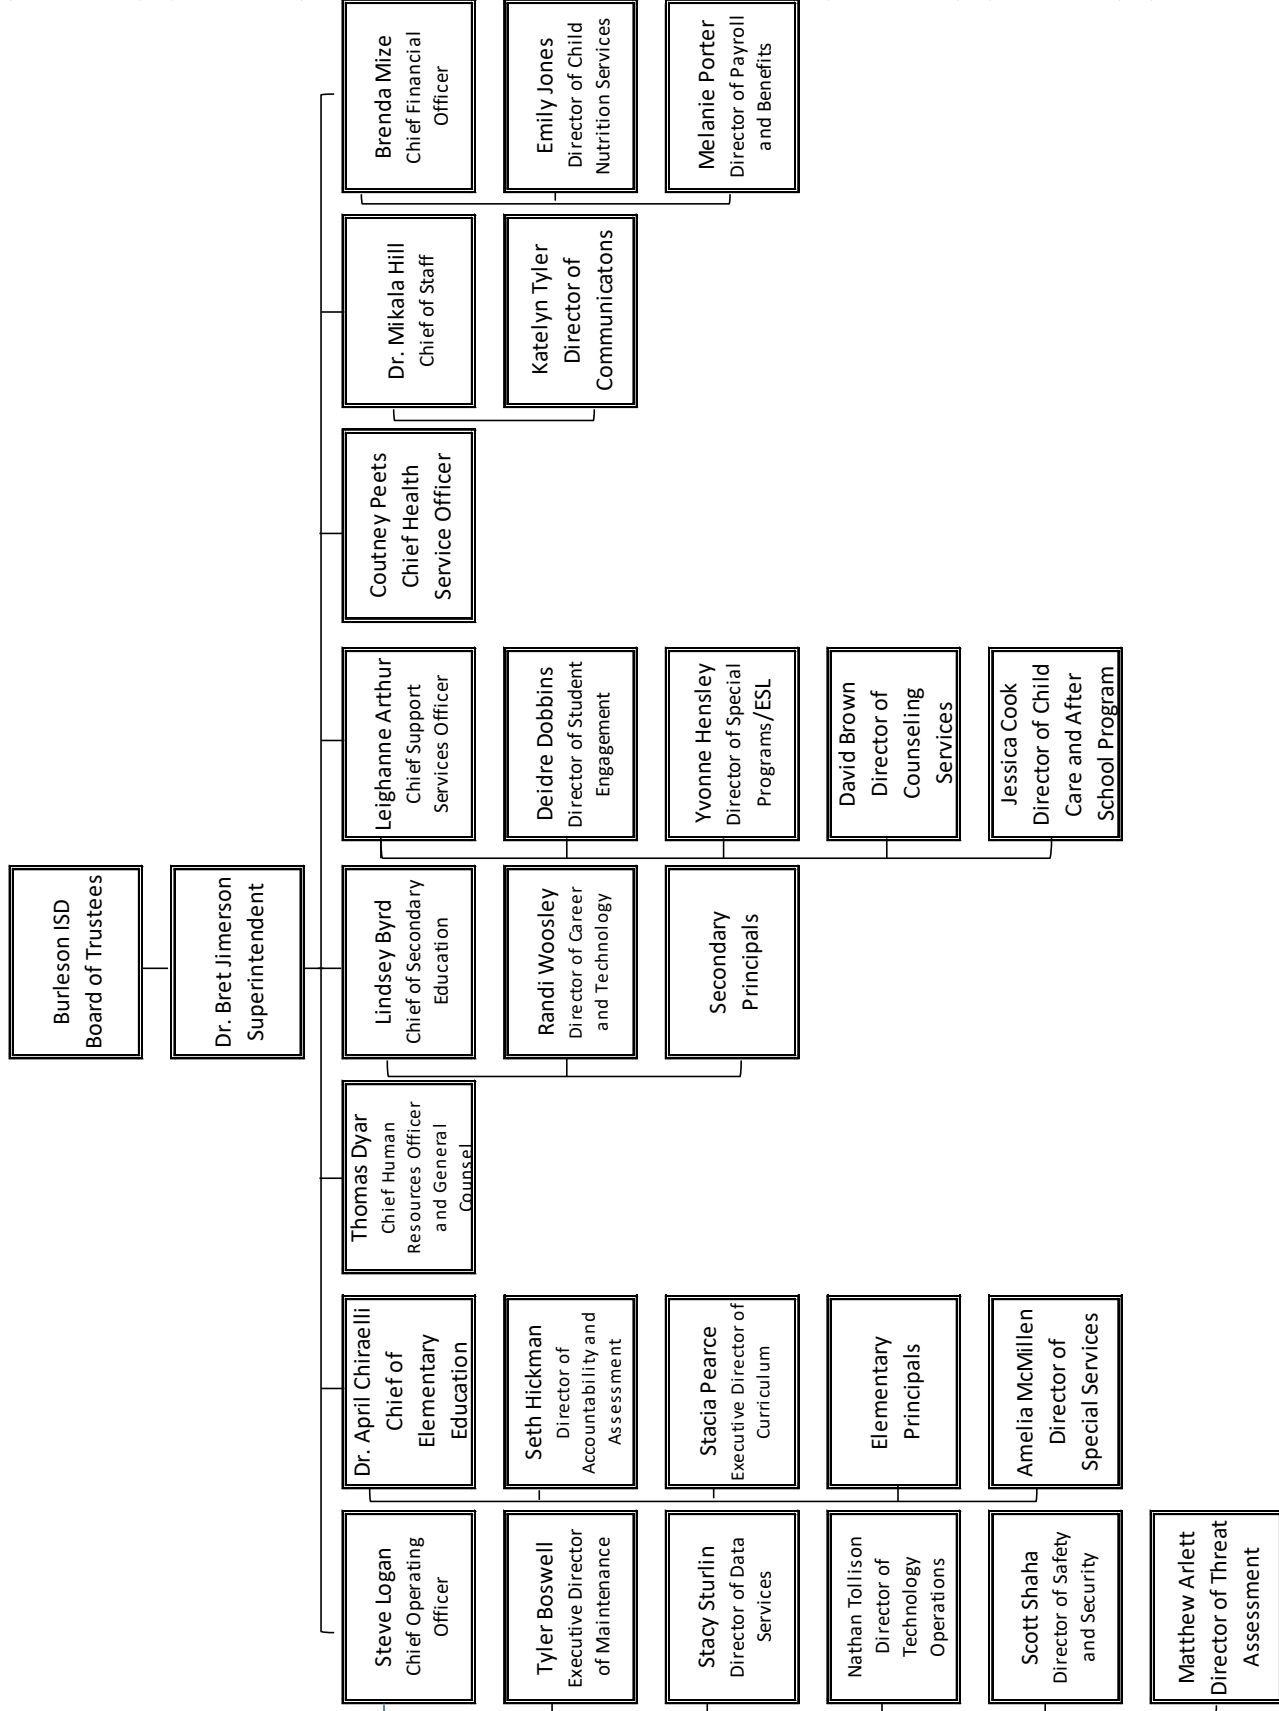 Burleson ISD
Board of Trustees
Dr. Bret Jimerson
Superintendent
Steve Logan
Chief Operating
Officer
Tyler Boswell
Executive Director
of Maintenance
Stacy Sturlin
Director of Data
Services
Nathan Tollison
Director of
Technology
Operations
Scott Shaha
Director of Safety
and Security
Matthew Arlett
Director of Threat
Assessment
Dr. April Chiraelli
Chief of
Elementary
Education
Seth Hickman
Director of
Accountability and
Assessment
Stacia Pearce
Executive Director of
Curriculum
Elementary
Principals
Amelia McMillen
Director of
Special Services
Thomas Dyar
Chief Human
Resources Officer
and General
Counsel
Lindsey Byrd
Chief of Secondary
Education
Randi Woosley
Director of Career
and Technology
Secondary
Principals
Leighanne Arthur
Chief Support
Services Officer
Deidre Dobbins
Director of Student
Engagement
Yvonne Hensley
Director of Special
Programs/ESL
David Brown
Director of
Counseling
Services
Jessica Cook
Director of Child
Care and After
School Program
Coutney Peets
Chief Health
Service Officer
Dr. Mikala Hill
Chief of Staff
Katelyn Tyler
Director of
Communicatons
Brenda Mize
Chief Financial
Officer
Emily Jones
Director of Child
Nutrition Services
Melanie Porter
Director of Payroll
and Benefits